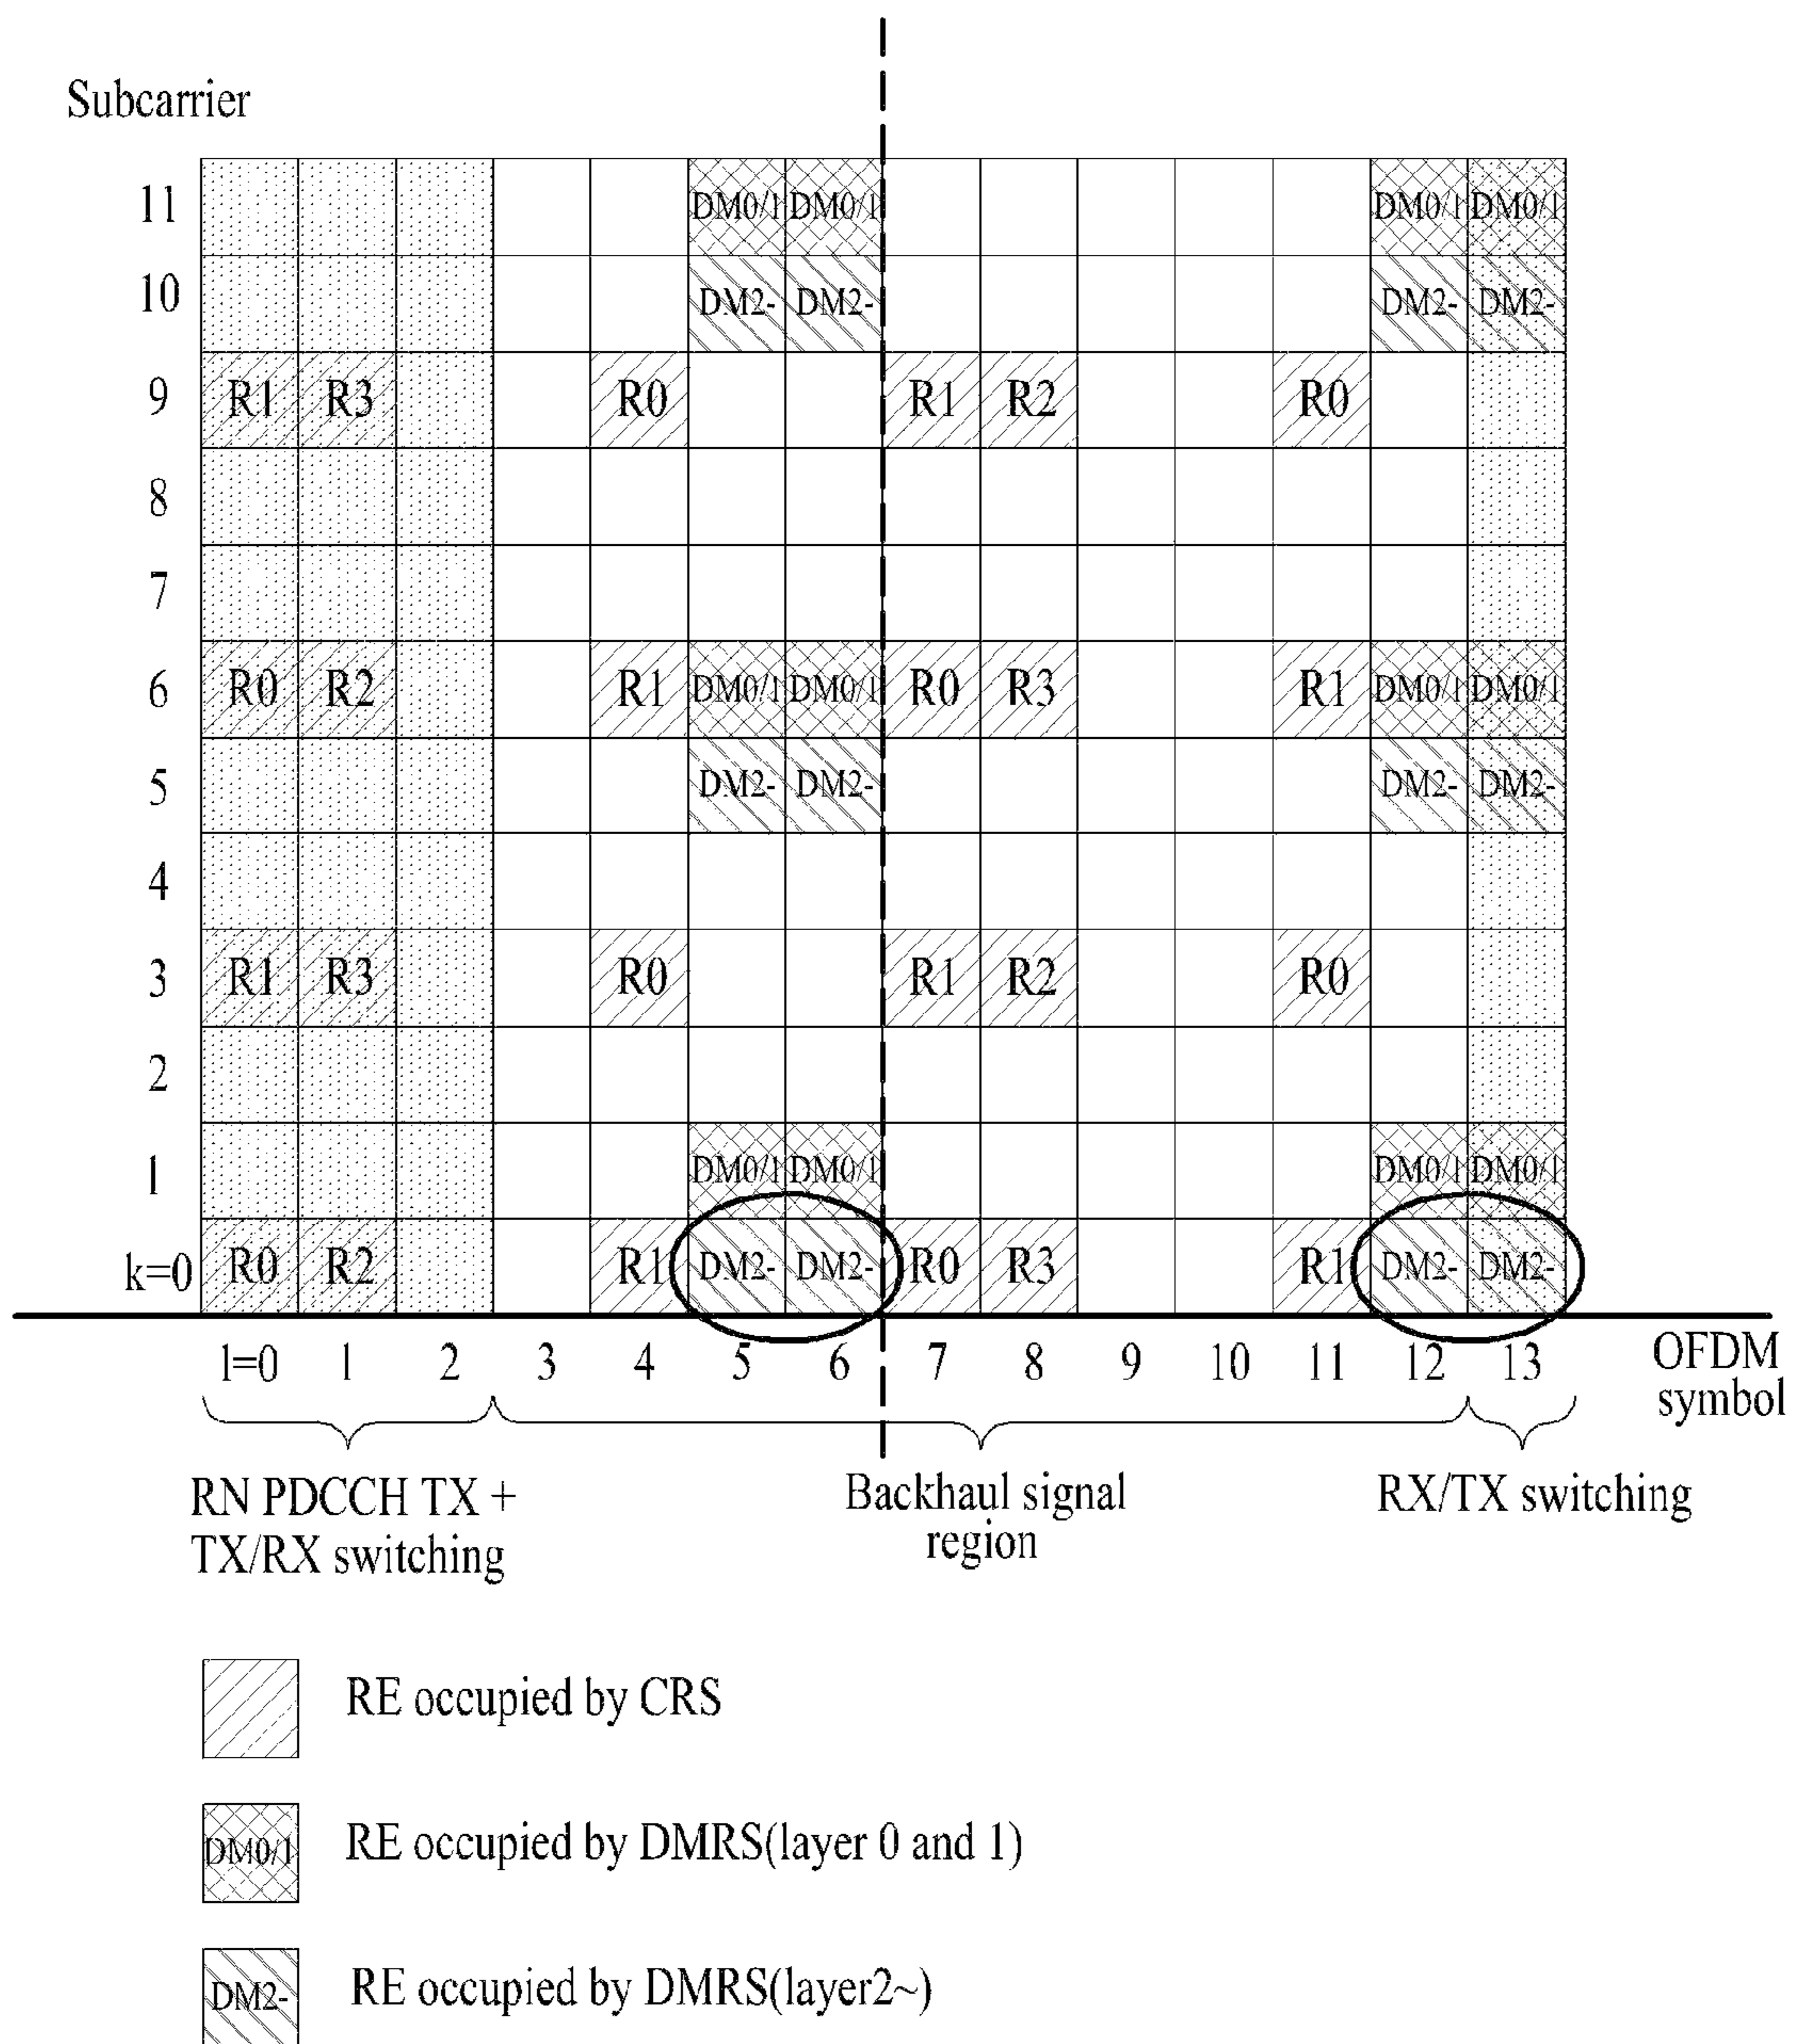 Subcarrier
11 DM0/1 DM0/1 DM0/1 DM0/1
10 DM2- DM2- DM2- DM2-
9 R1 R3 R0 R1 R2 R0
8
7
6 R0 R2 R1 DM0/1 DM0/1 R0 R3 R1 DM0/1 DM0/1
5 DM2- DM2- DM2- DM2-
4
3 R1 R3 R0 R1 R2 R0
2
1 DM0/1 DM0/1 DM0/1 DM0/1
k=0 R0 R2 R1 DM2- DM2- R0 R3 R1 DM2- DM2-
l=0 1 2 3 4 5 6 7 8 9 10 11 12 13 OFDM
symbol
RN PDCCH TX +
TX/RX switching
Backhaul signal
region
RX/TX switching
RE occupied by CRS
DM0/1 RE occupied by DMRS(layer 0 and 1)
DM2- RE occupied by DMRS(layer2~)